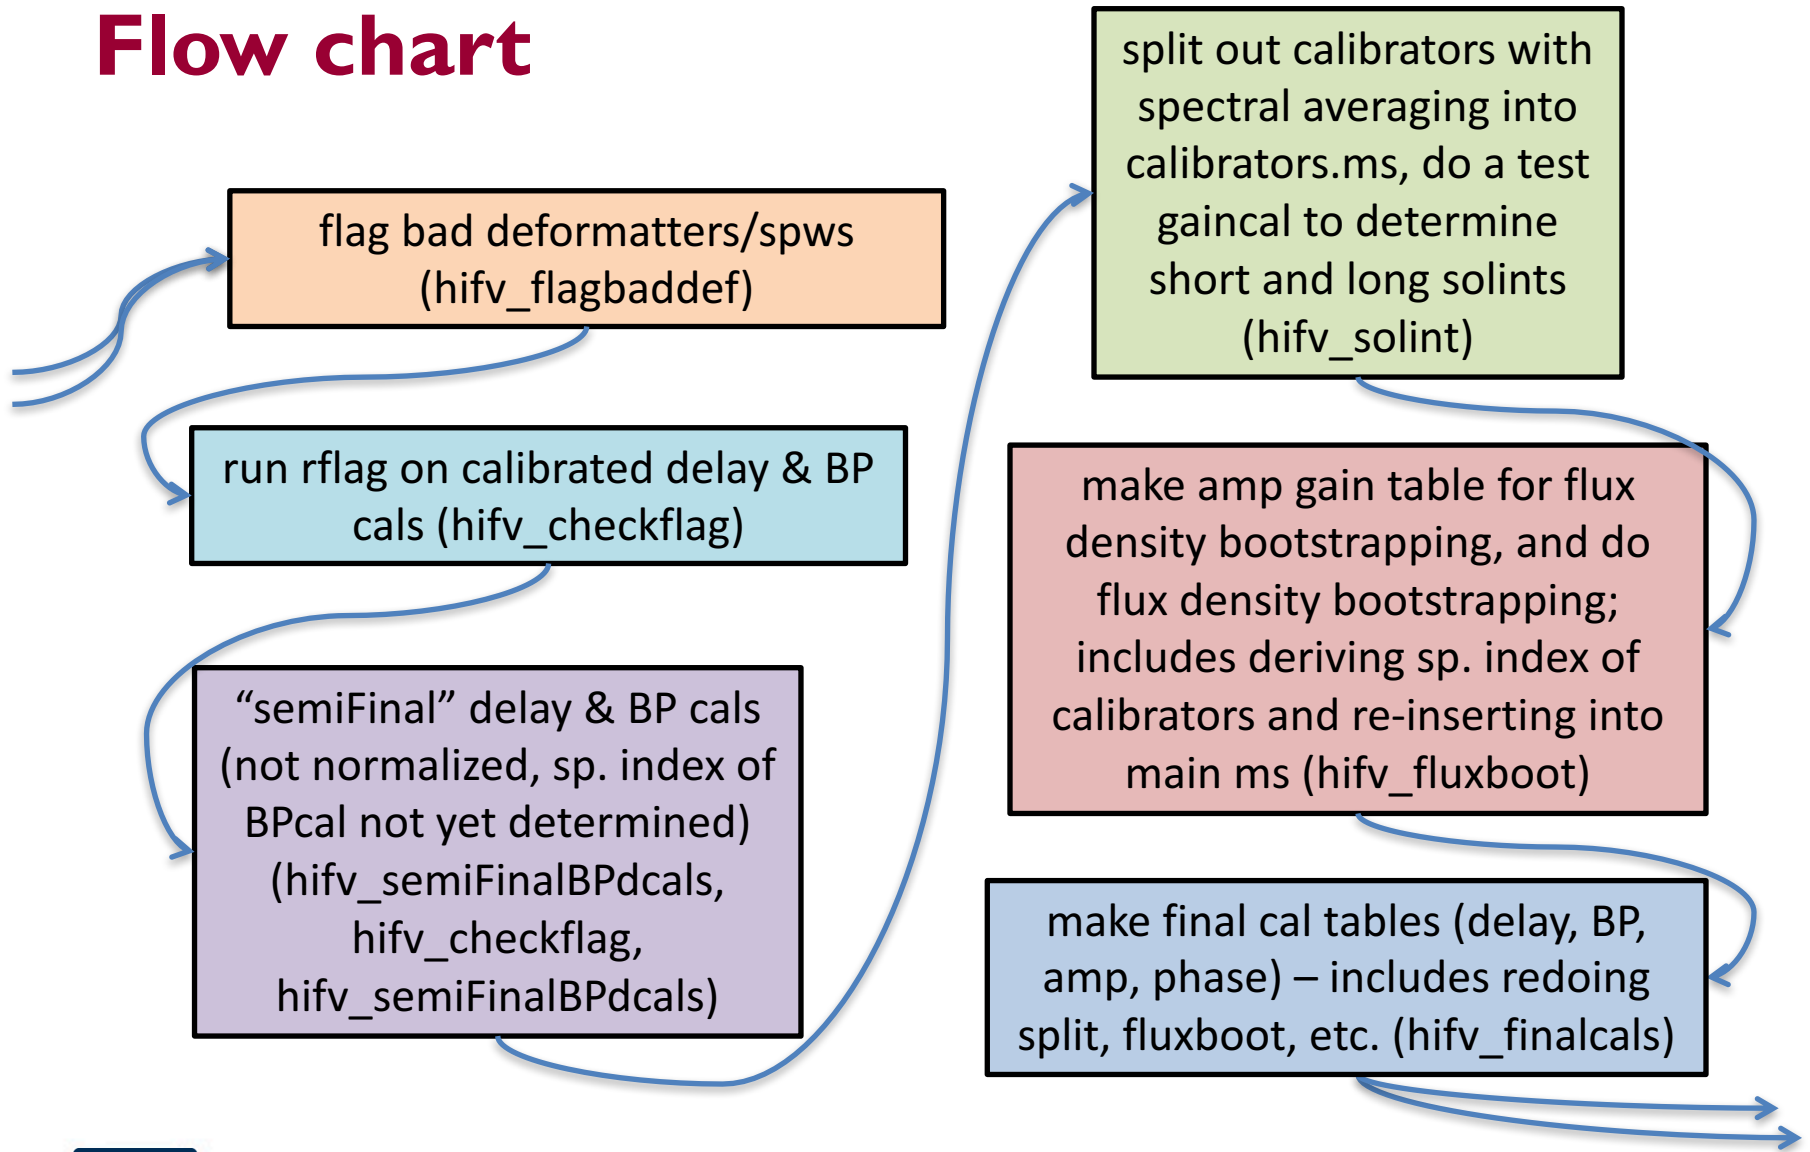 Flow chart
flag bad deformatters/spws
(hifv_flagbaddef)
run rflag on calibrated delay & BP
cals (hifv_checkflag)
“semiFinal” delay & BP cals
(not normalized, sp. index of
BPcal not yet determined)
(hifv_semiFinalBPdcals,
hifv_checkflag,
hifv_semiFinalBPdcals)
split out calibrators with
spectral averaging into
calibrators.ms, do a test
gaincal to determine
short and long solints
(hifv_solint)
make amp gain table for flux
density bootstrapping, and do
flux density bootstrapping;
includes deriving sp. index of
calibrators and re-inserting into
main ms (hifv_fluxboot)
make final cal tables (delay, BP,
amp, phase) – includes redoing
split, fluxboot, etc. (hifv_finalcals)